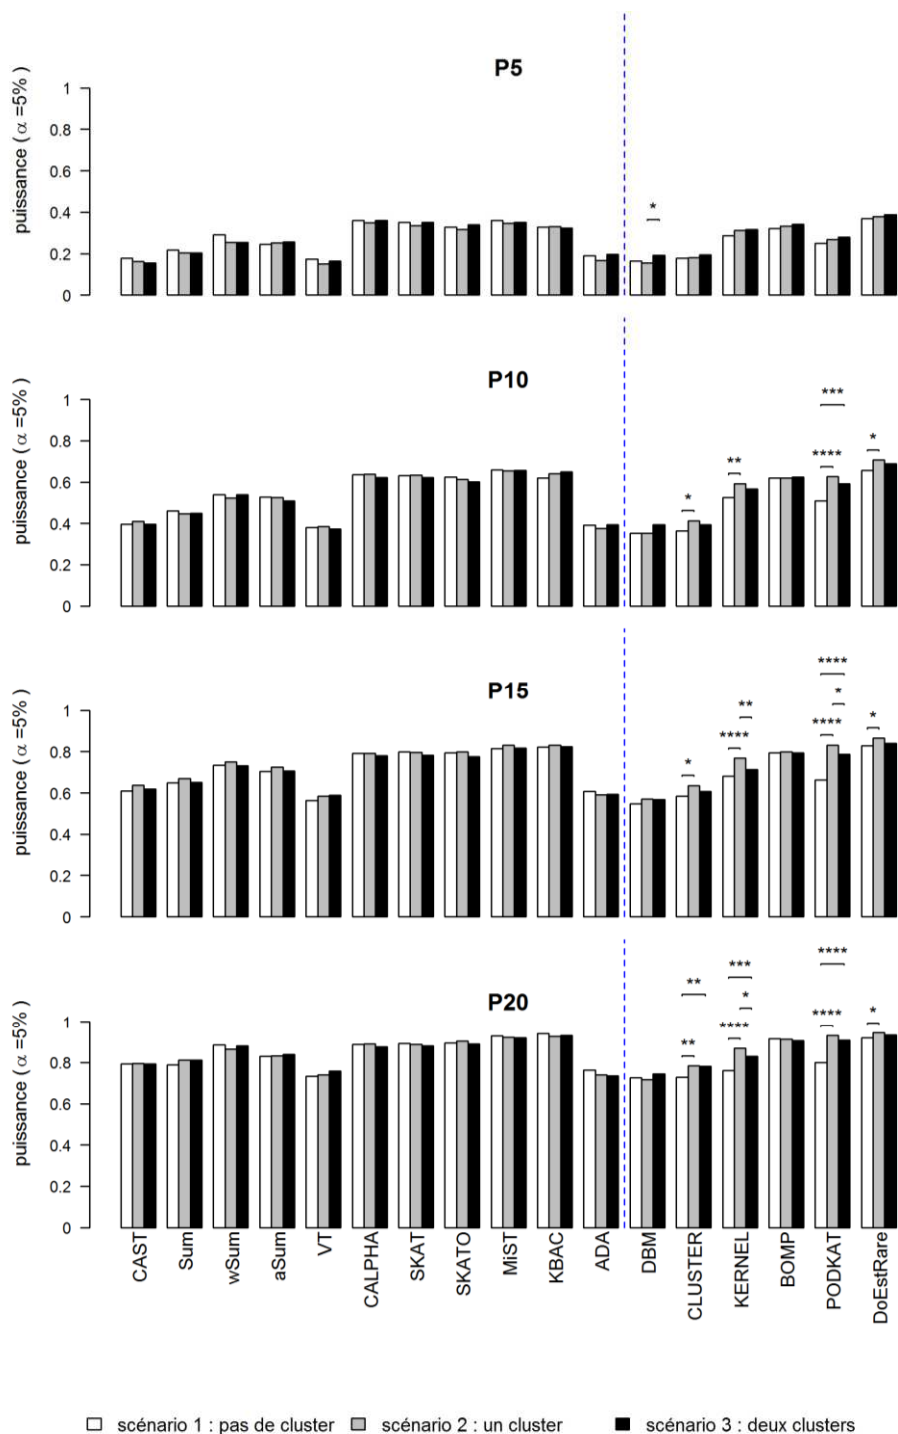 P5
puissance ( α =5% )
1
0.8
0.6
0.4
0.2
0
*
P10
puissance ( α =5% )
1
0.8
0.6
0.4
0.2
0
***
****
*
**
*
P15
puissance ( α =5% )
1
0.8
0.6
0.4
0.2
0
****
*
**
****
****
*
*
P20
puissance ( α =5% )
1
0.8
0.6
0.4
0.2
0
****
***
**
*
****
****
*
**
CAST
Sum
wSum
aSum
VT
CALPHA
SKAT
SKATO
MiST
KBAC
ADA
DBM
CLUSTER
KERNEL
BOMP
PODKAT
DoEstRare
scénario 1 : pas de cluster
scénario 2 : un cluster
scénario 3 : deux clusters